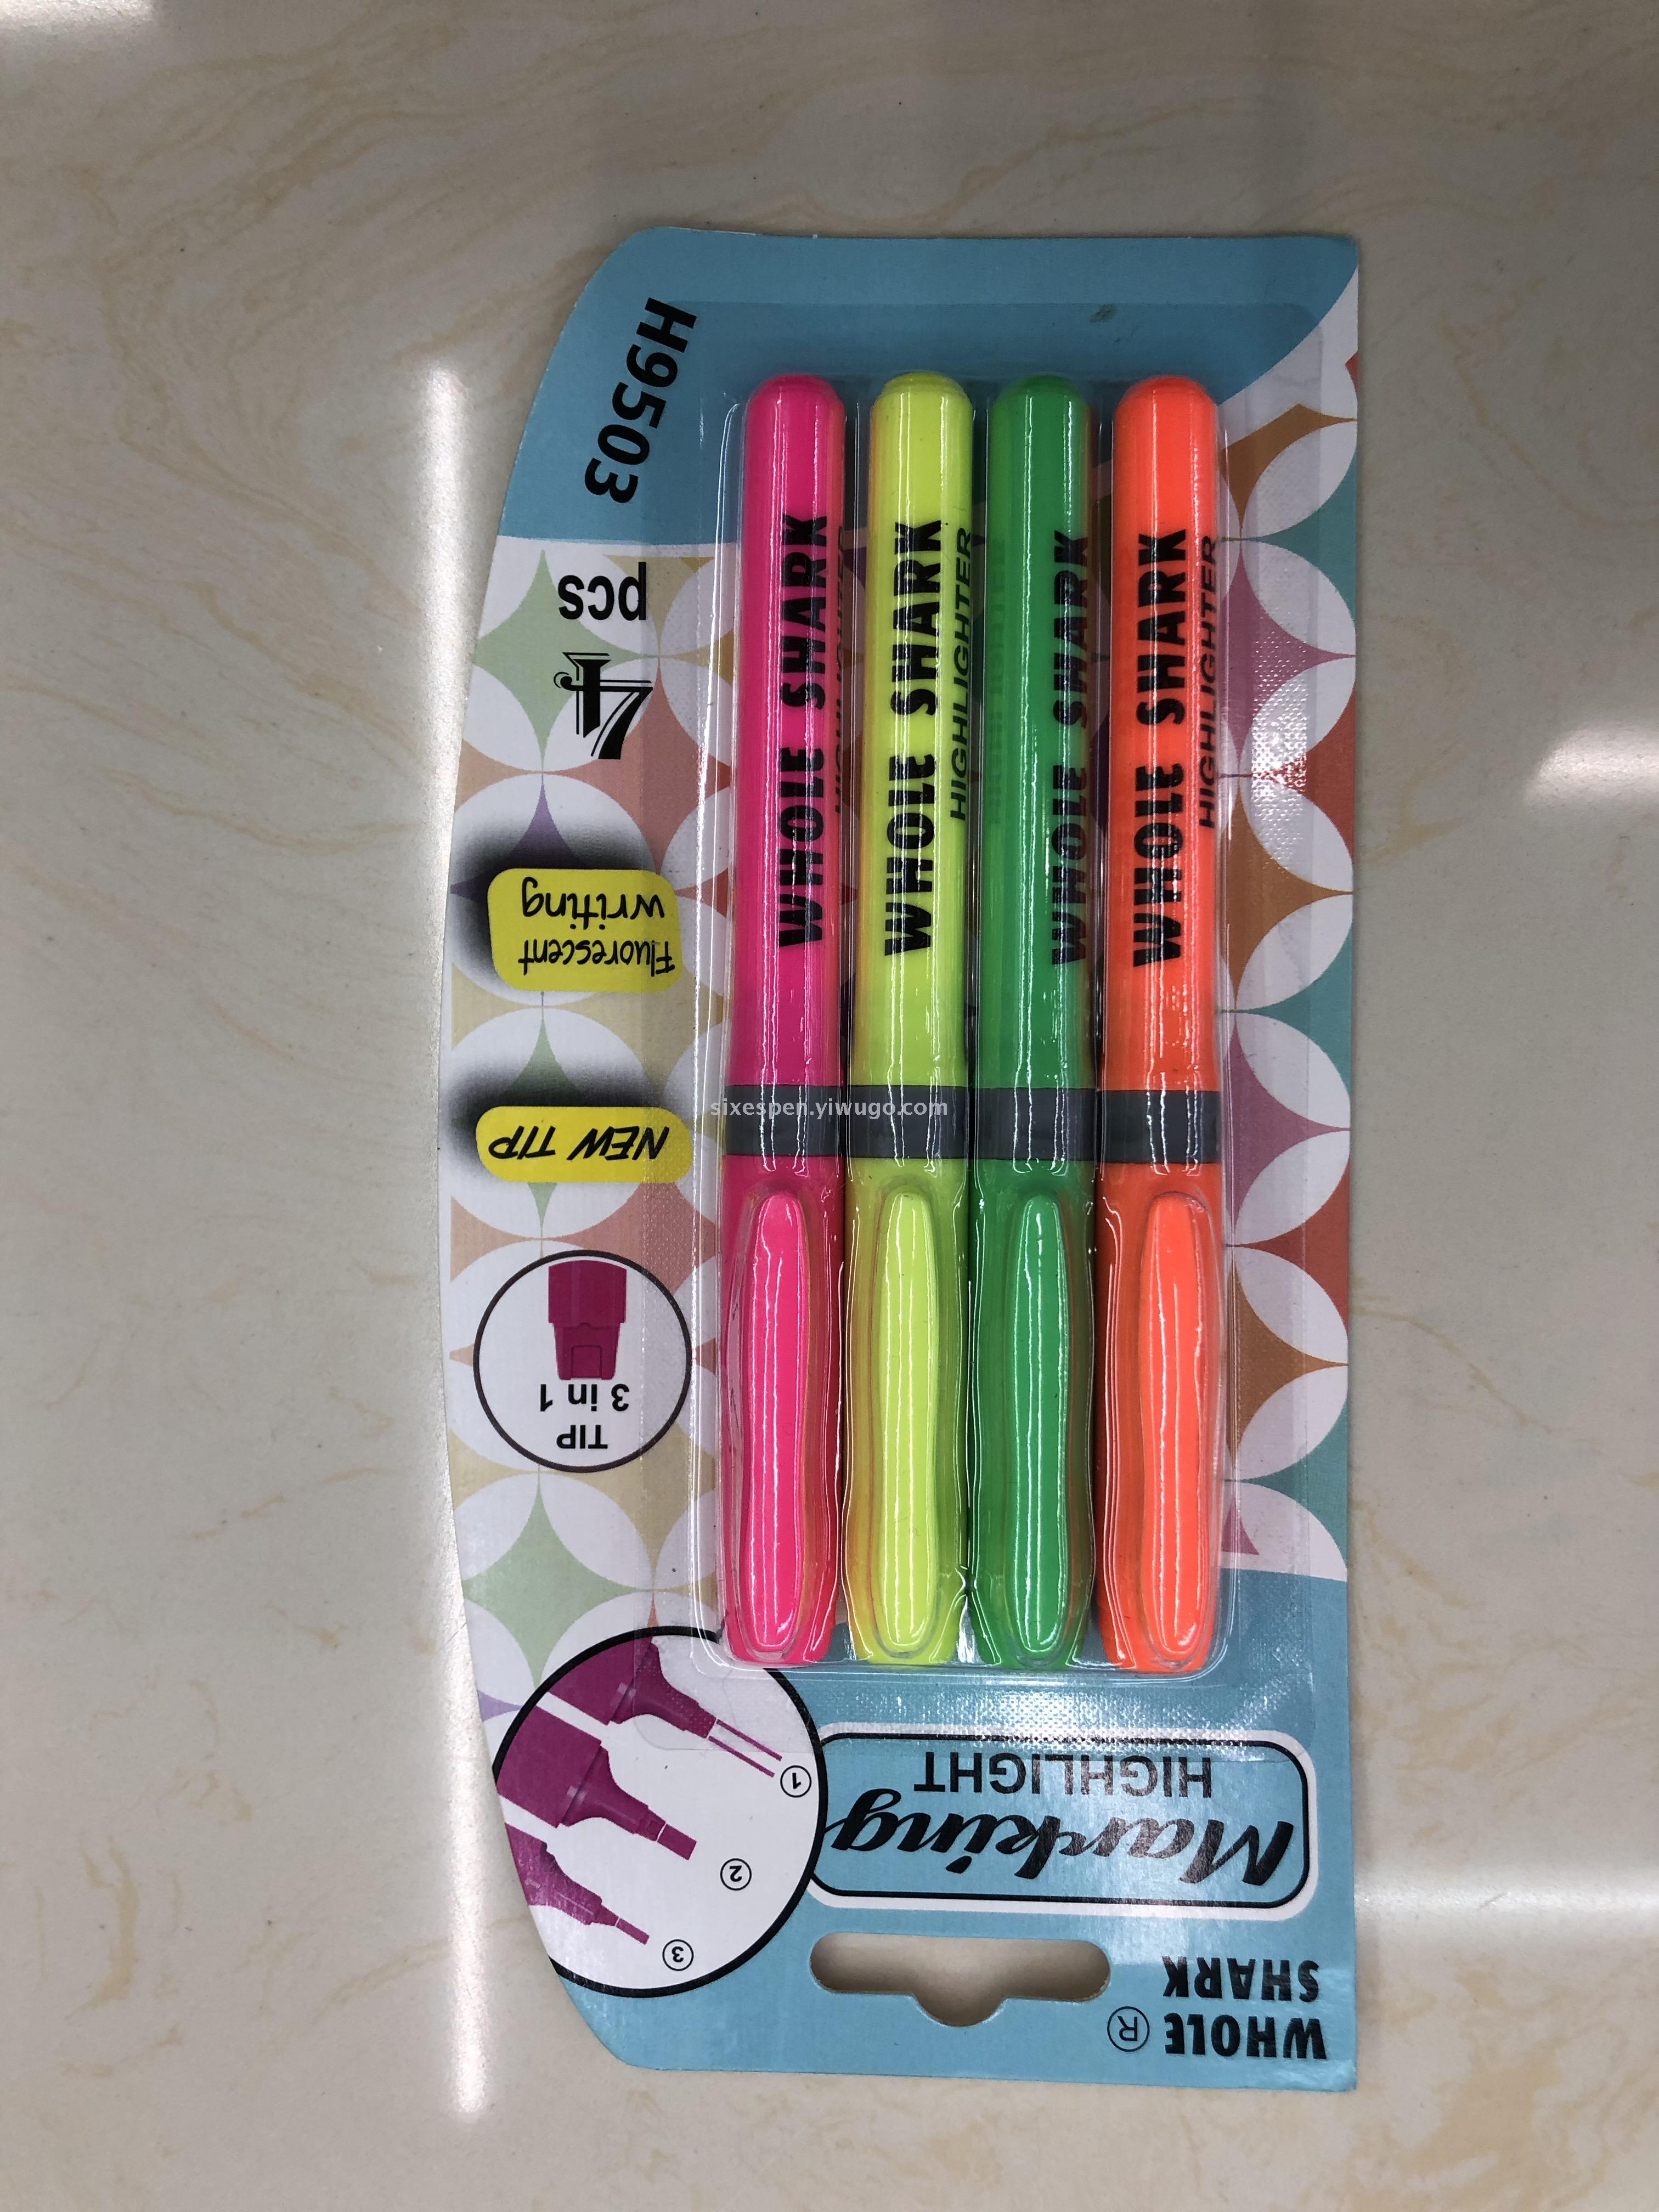 WHOLE ®
SHARK
Marking
HIGHLIGHT
①
②
③
TIP
3 in 1
NEW TIP
Fluorescent
writing
4
pcs
H9503
WHOLE SHARK
HIGHLIGHTER
WHOLE SHARK
HIGHLIGHTER
WHOLE SHARK
WHOLE SHARK
HIGHLIGHTER
sixespen.yiwugo.com